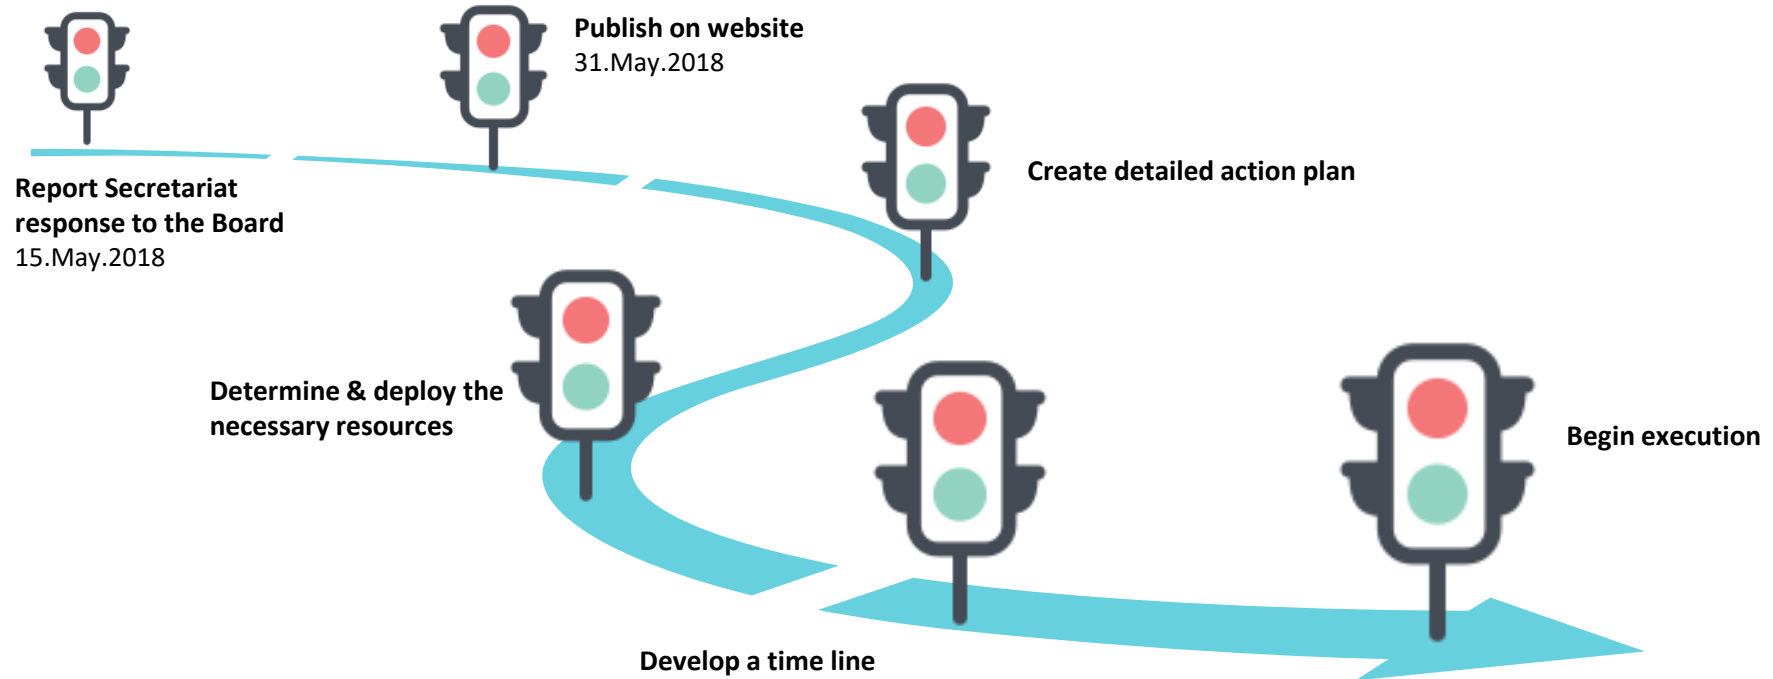 Report Secretariat
response to the Board
15.May.2018
Publish on website
31.May.2018
Create detailed action plan
Determine & deploy the
necessary resources
Develop a time line
Begin execution